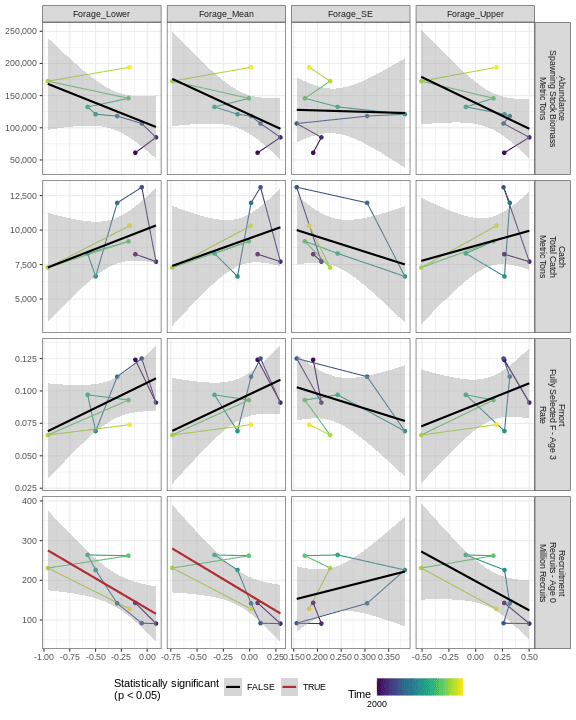 Forage_Lower Forage_Mean Forage_SE Forage_Upper
250,000
200,000
150,000
100,000
50,000
Abundance
Spawning Stock Biomass
Metric Tons
12,500
10,000
7,500
5,000
Catch
Total Catch
Metric Tons
0.125
0.100
0.075
0.050
0.025
Fmort
Fully Selected F - Age 3
Rate
400
300
200
100
Recruitment
Recruits - Age 0
Million Recruits
-1.00 -0.75 -0.50 -0.25 0.00
-0.75 -0.50 -0.25 0.00 0.25
0.150 0.200 0.250 0.300 0.350
-0.50 -0.25 0.00 0.25 0.50
Statistically significant
(p < 0.05)
FALSE TRUE
Time
2000